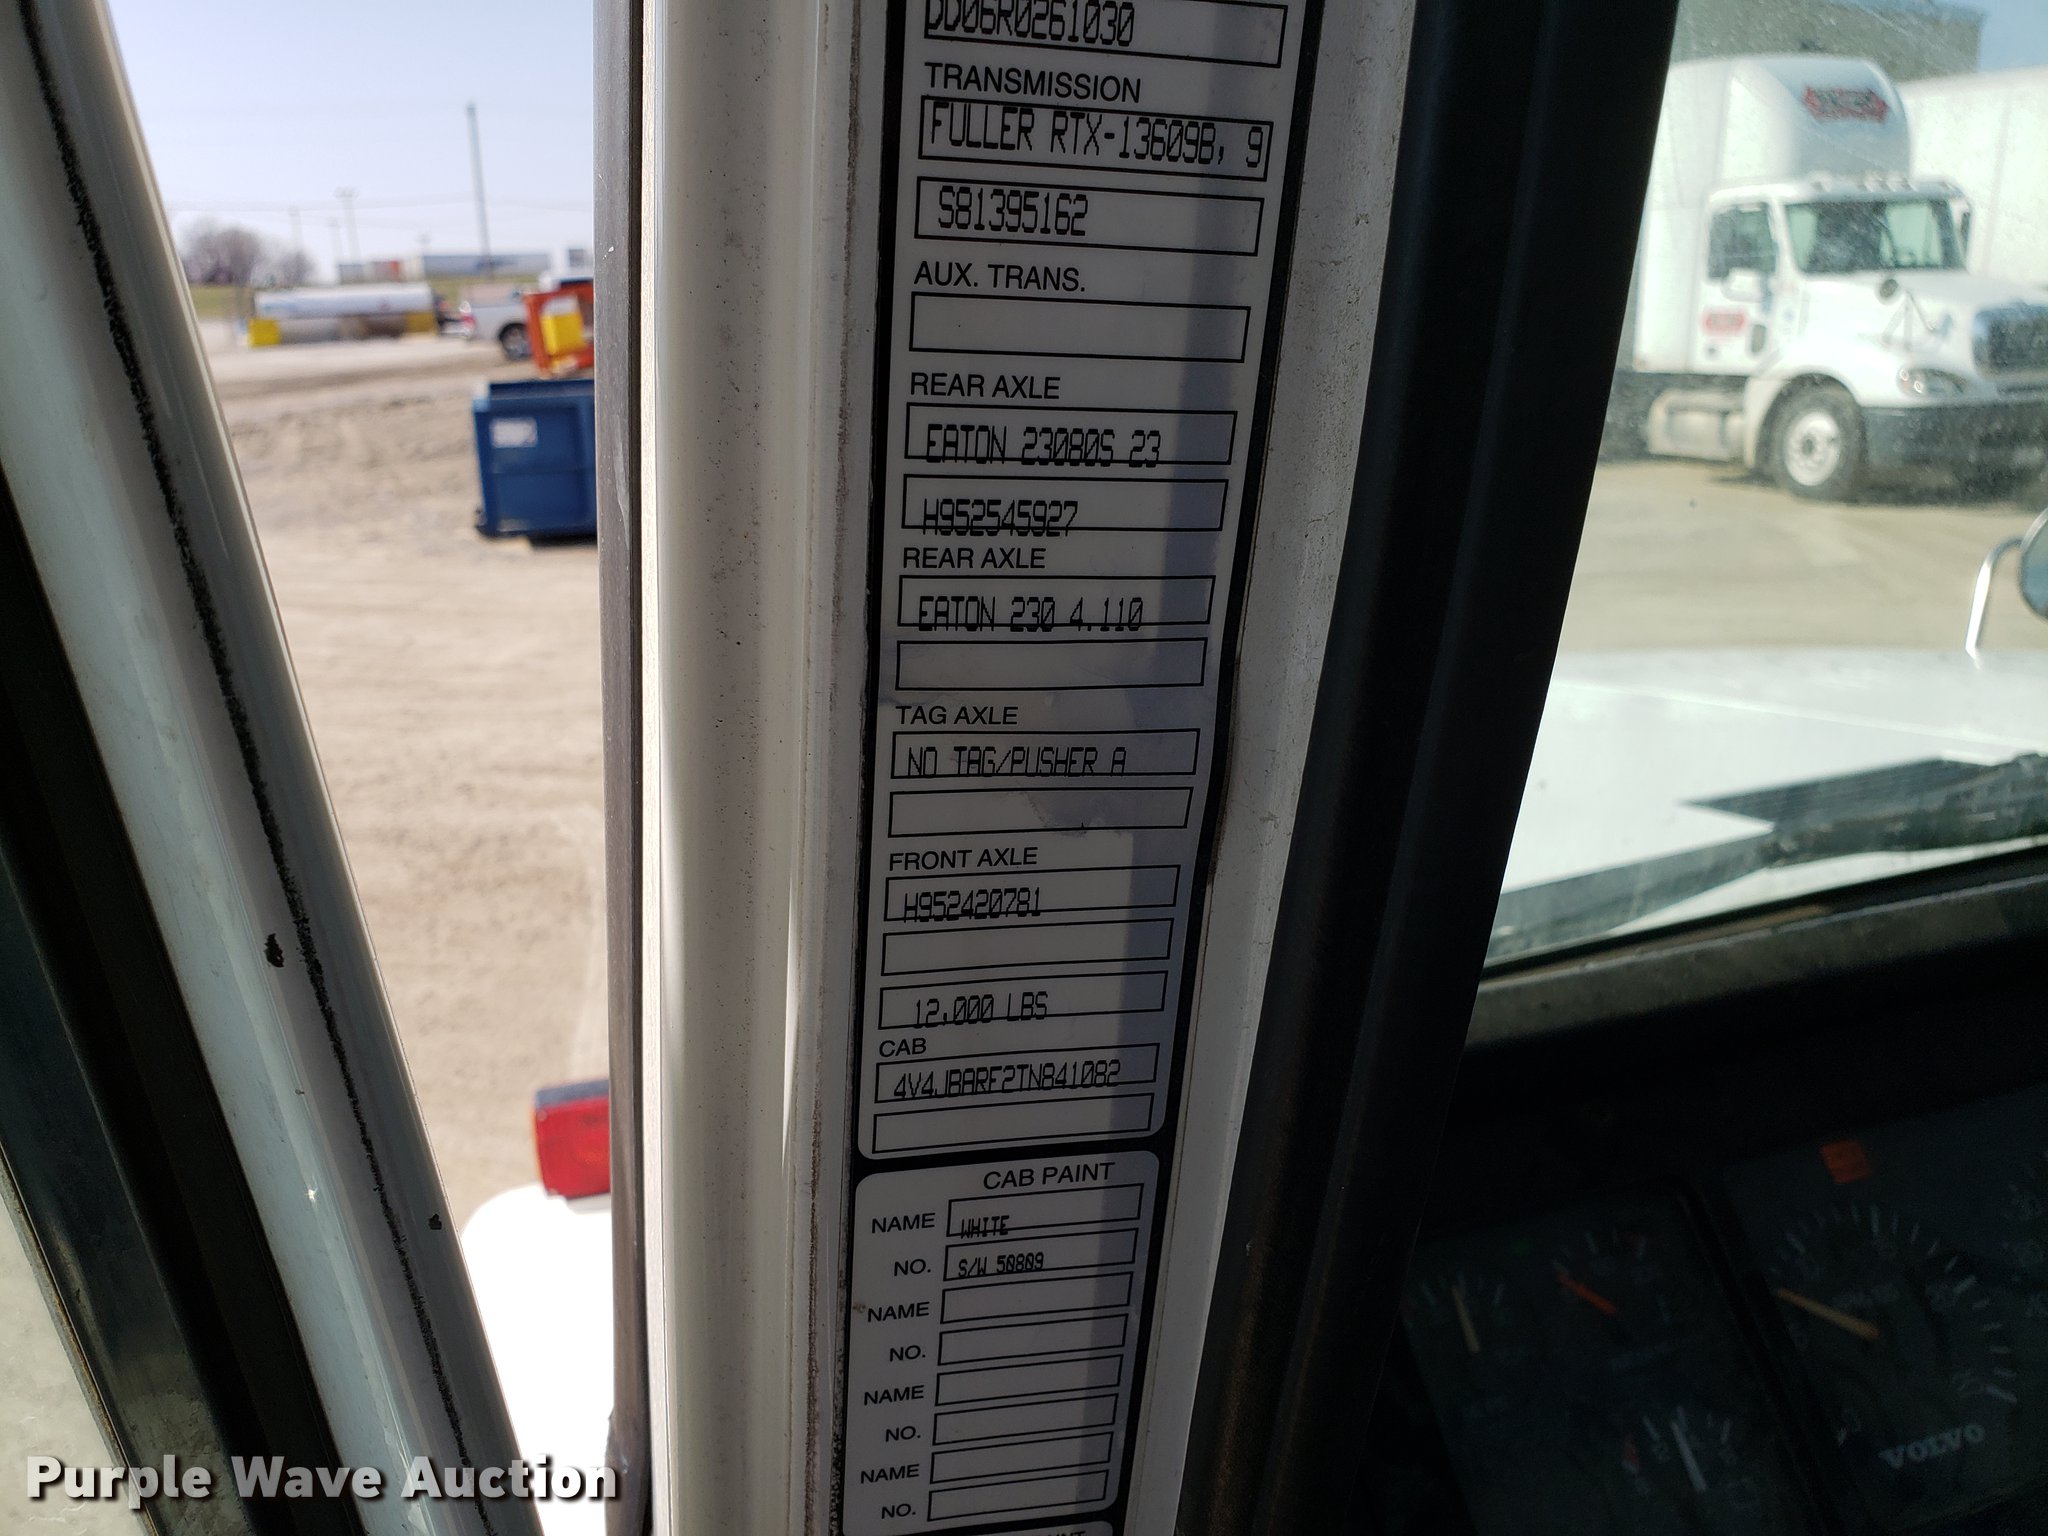 DD06R0261030
TRANSMISSION
FULLER RTX-13609B, 9
S81395162
AUX. TRANS.
REAR AXLE
EATON 23080S 23
H952545927
REAR AXLE
EATON 230 4.110
TAG AXLE
NO TAG/PUSHER A
FRONT AXLE
H952420781
12,000 LBS
CAB
4V4JBARF2TN841082
CAB PAINT
NAME WHITE
NO. S/W 50809
NAME
NO.
NAME
NO.
NAME
NO.
VOLVO
Purple Wave Auction